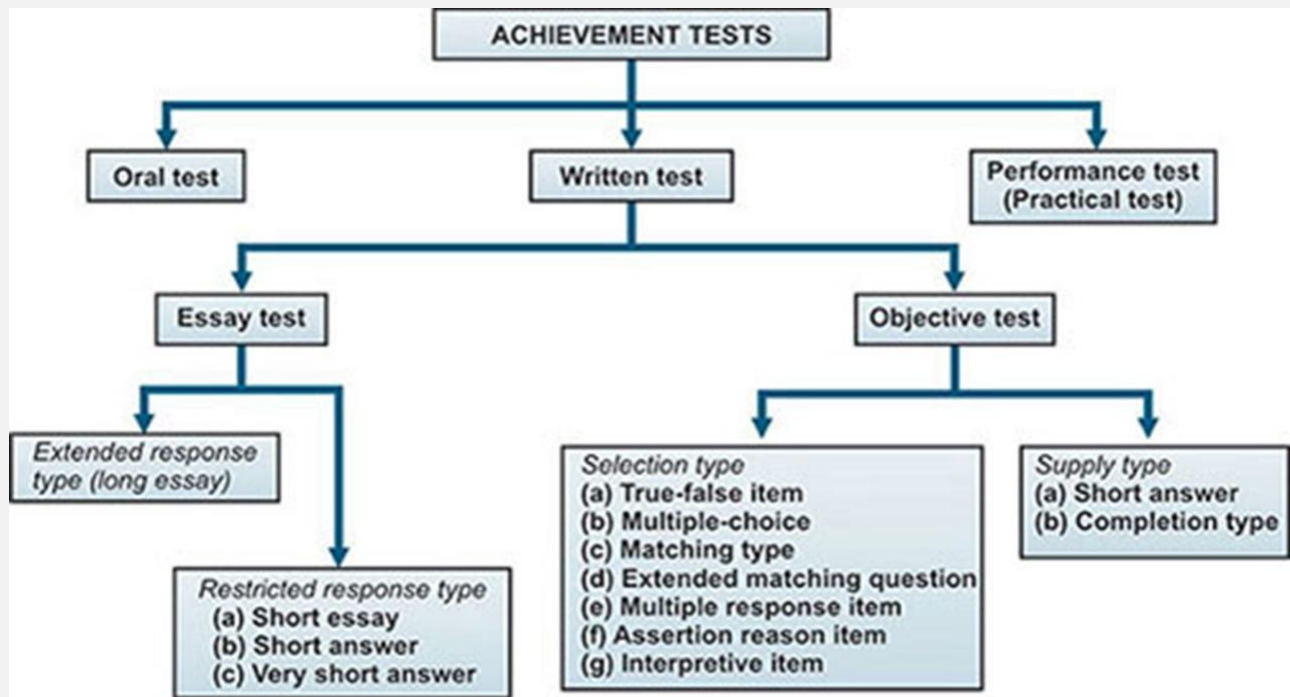 ACHIEVEMENT TESTS
Oral test
Written test
Performance test
(Practical test)
Essay test
Objective test
Extended response
type (long essay)
Restricted response type
(a) Short essay
(b) Short answer
(c) Very short answer
Selection type
(a) True-false item
(b) Multiple-choice
(c) Matching type
(d) Extended matching question
(e) Multiple response item
(f) Assertion reason item
(g) Interpretive item
Supply type
(a) Short answer
(b) Completion type